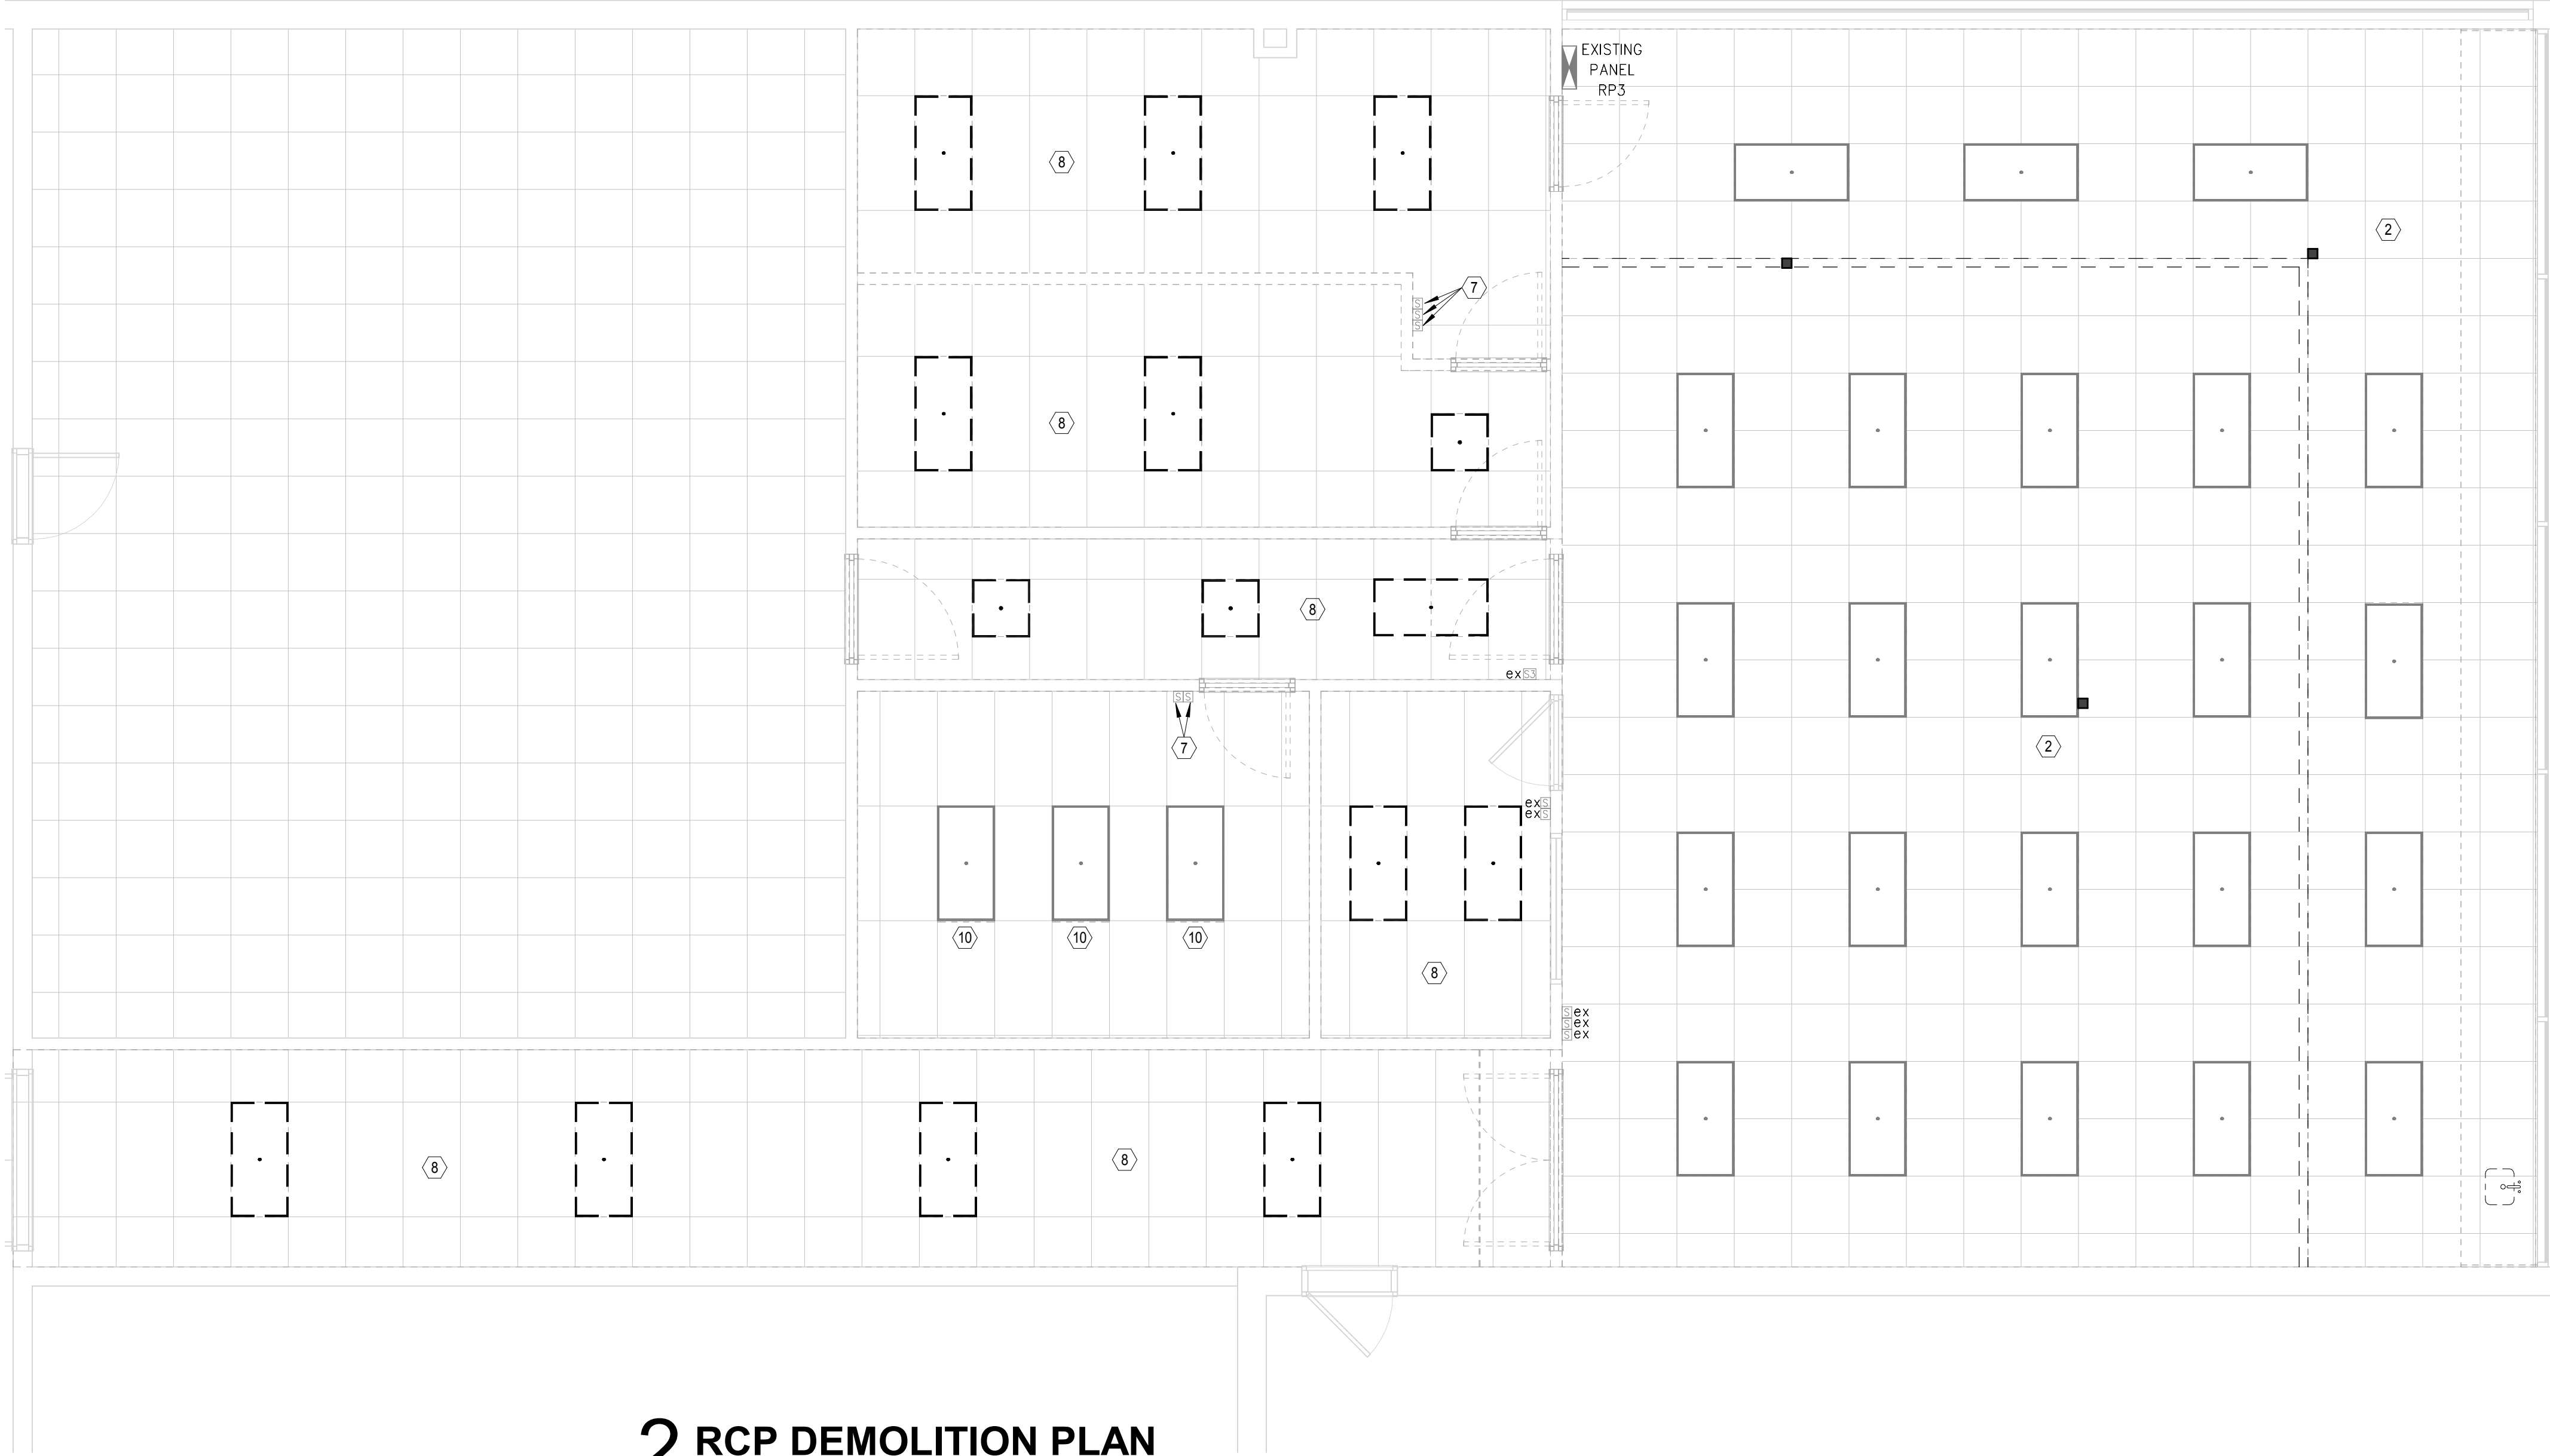 EXISTING
PANEL
RP3
8
2
7
S
S
S
8
8
ex S3
S S
7
2
ex S
ex S
10
10
10
8
S ex
S ex
S ex
8
8
2 RCP DEMOLITION PLAN